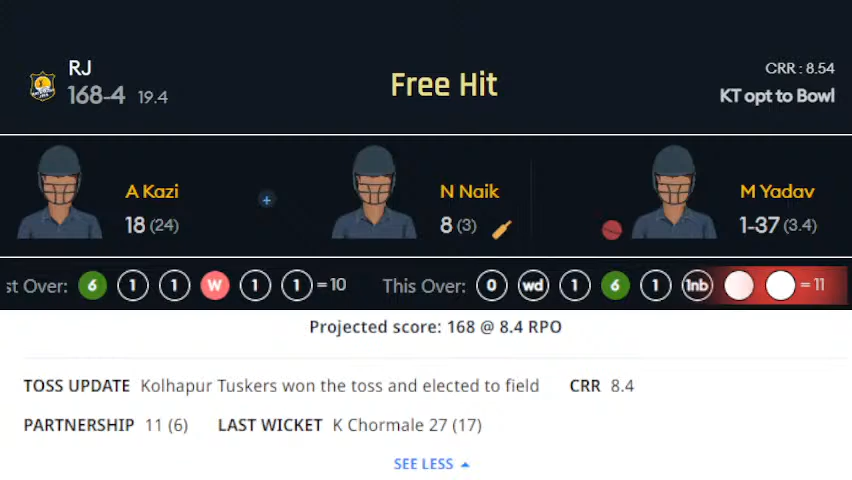 RJ
168-4 19.4
Free Hit
CRR : 8.54
KT opt to Bowl
A Kazi
18 (24)
N Naik
8 (3)
M Yadav
1-37 (3.4)
st Over: 6 1 1 W 1 1 = 10 This Over: 0 wd 1 6 1 1nb = 11
Projected score: 168 @ 8.4 RPO
TOSS UPDATE Kolhapur Tuskers won the toss and elected to field CRR 8.4
PARTNERSHIP 11 (6) LAST WICKET K Chormale 27 (17)
SEE LESS